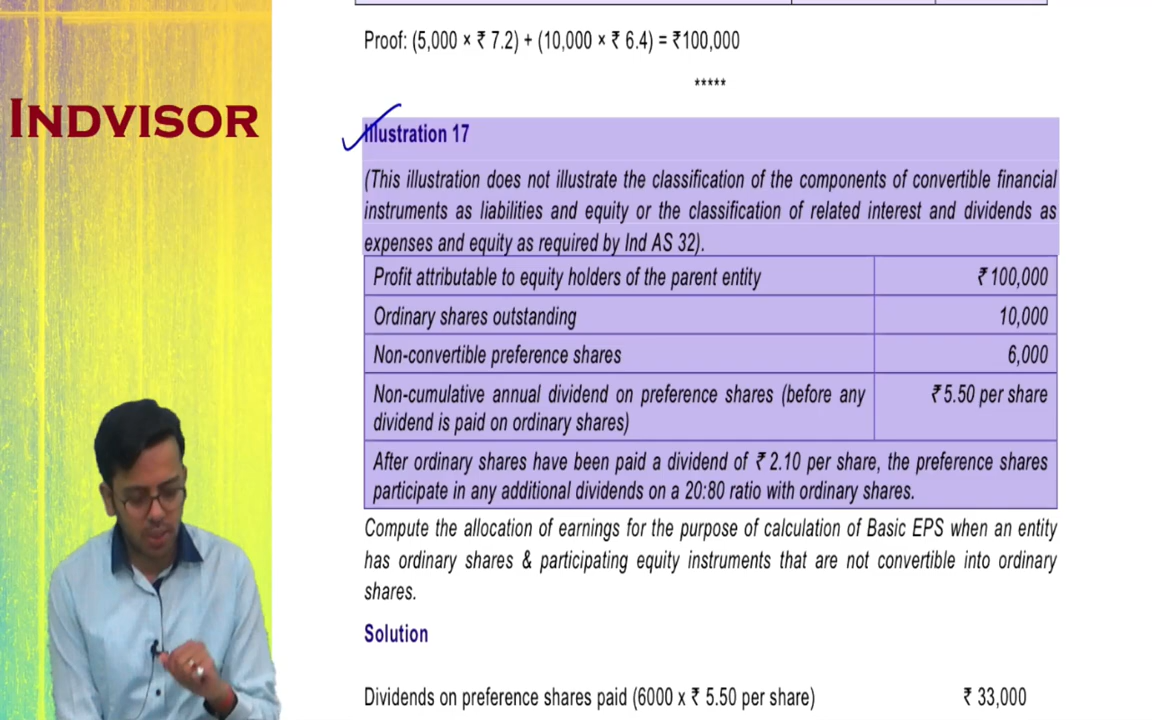 Proof: (5,000 × ₹ 7.2) + (10,000 × ₹ 6.4) = ₹100,000
*****
INDVISOR
Illustration 17
(This illustration does not illustrate the classification of the components of convertible financial
instruments as liabilities and equity or the classification of related interest and dividends as
expenses and equity as required by Ind AS 32).
Profit attributable to equity holders of the parent entity ₹ 100,000
Ordinary shares outstanding 10,000
Non-convertible preference shares 6,000
Non-cumulative annual dividend on preference shares (before any ₹ 5.50 per share
dividend is paid on ordinary shares)
After ordinary shares have been paid a dividend of ₹ 2.10 per share, the preference shares
participate in any additional dividends on a 20:80 ratio with ordinary shares.
Compute the allocation of earnings for the purpose of calculation of Basic EPS when an entity
has ordinary shares & participating equity instruments that are not convertible into ordinary
shares.
Solution
Dividends on preference shares paid (6000 x ₹ 5.50 per share) ₹ 33,000